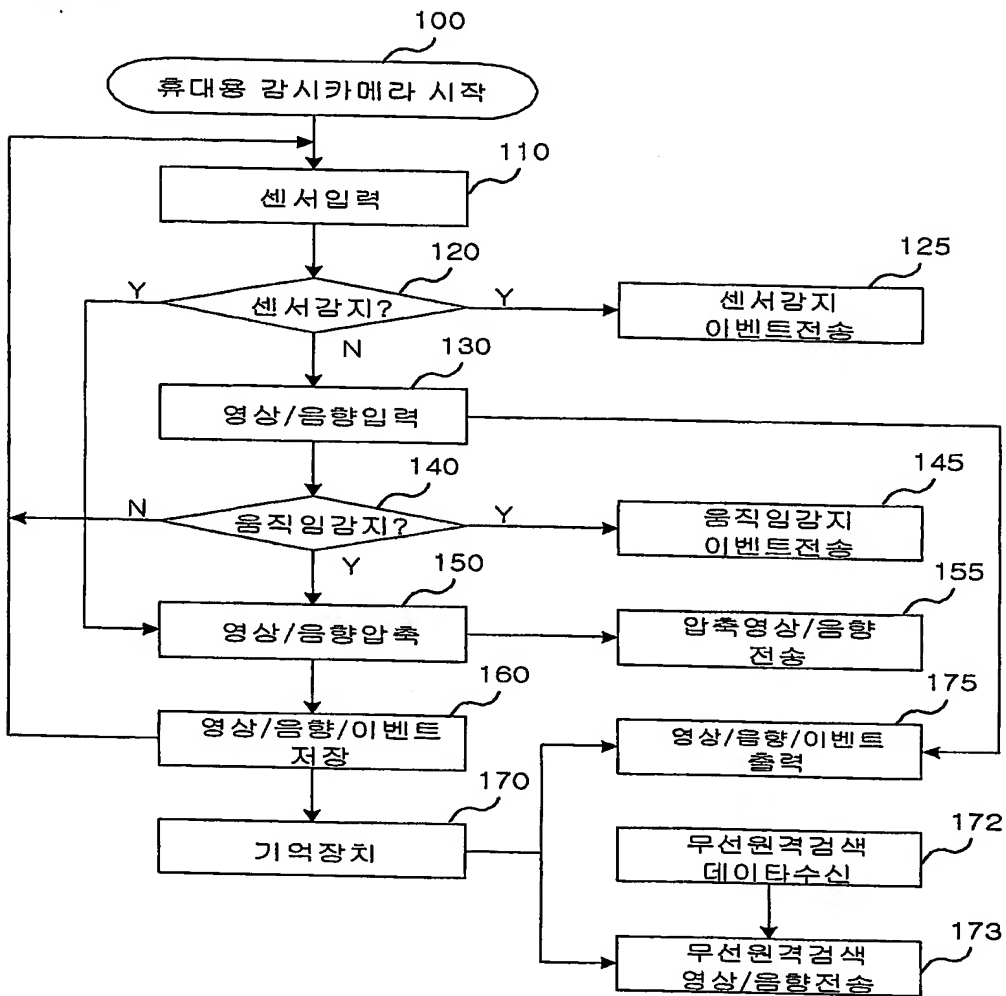 100
휴대용 감시카메라 시작
110
센서입력
120
125
Y
센서감지?
Y
센서감지
이벤트전송
N
130
영상/음향입력
140
145
N
움직임감지?
Y
움직임감지
이벤트전송
Y
150
155
영상/음향압축
압축영상/음향
전송
160
175
영상/음향/이벤트
저장
영상/음향/이벤트
출력
170
172
기억장치
무선원격검색
데이타수신
173
무선원격검색
영상/음향전송